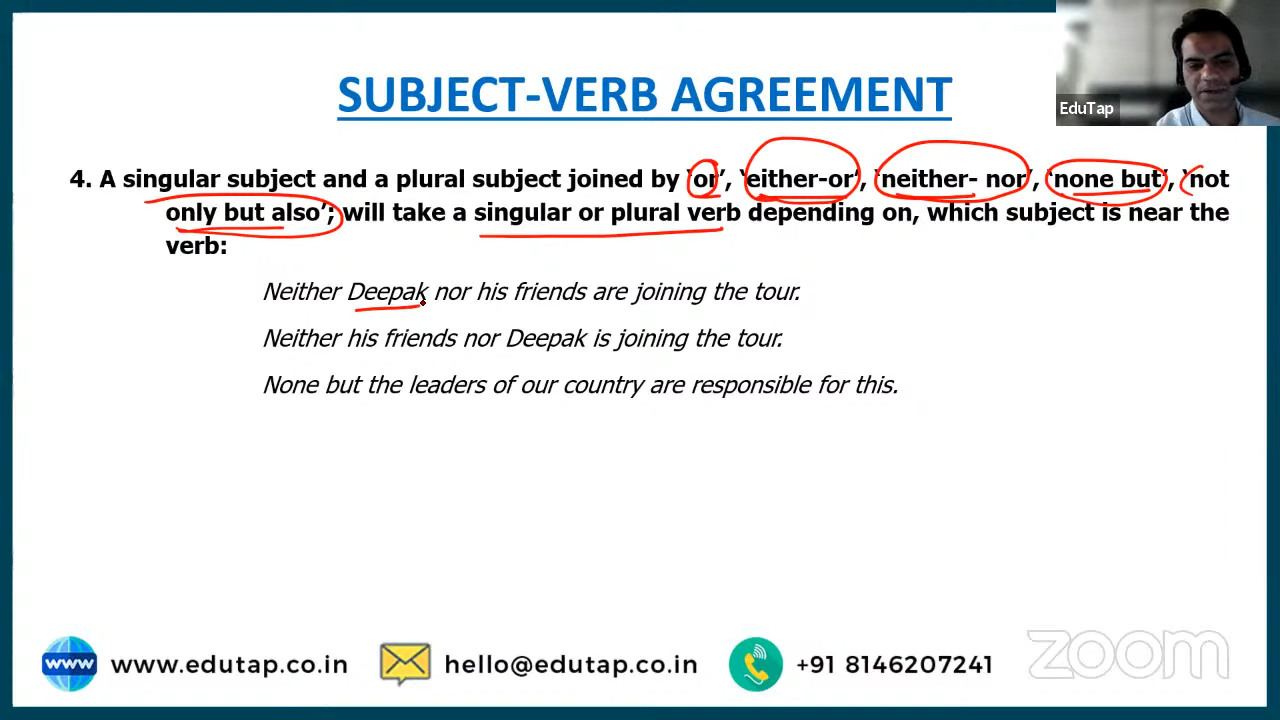 SUBJECT-VERB AGREEMENT
EduTap
4. A singular subject and a plural subject joined by ‘or’, ‘either-or’, ‘neither- nor’, ‘none but’, ‘not
only but also’; will take a singular or plural verb depending on, which subject is near the
verb:
Neither Deepak nor his friends are joining the tour.
Neither his friends nor Deepak is joining the tour.
None but the leaders of our country are responsible for this.
www www.edutap.co.in hello@edutap.co.in +91 8146207241 zoom